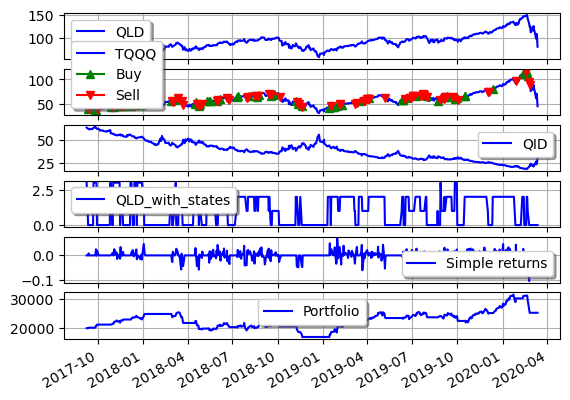 150
100
QLD
TQQQ
Buy
Sell
100
50
50
25
QID
2.5
0.0
QLD_with_states
0.0
−0.1
Simple returns
30000
20000
Portfolio
2017-10
2018-01
2018-04
2018-07
2018-10
2019-01
2019-04
2019-07
2019-10
2020-01
2020-04